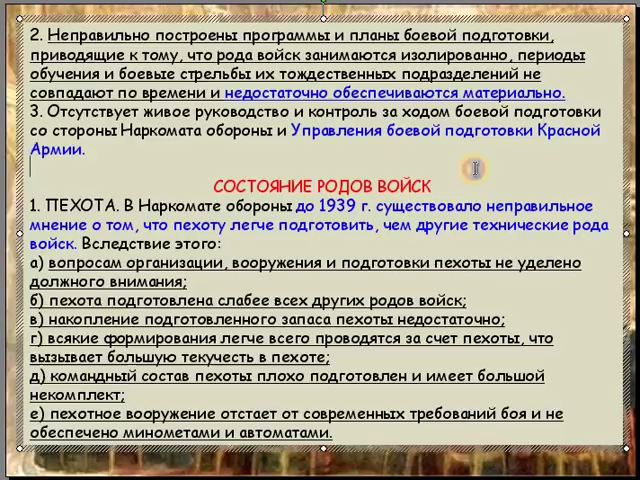 2. Неправильно построены программы и планы боевой подготовки,
приводящие к тому, что рода войск занимаются изолированно, периоды
обучения и боевые стрельбы их тождественных подразделений не
совпадают по времени и недостаточно обеспечиваются материально.
3. Отсутствует живое руководство и контроль за ходом боевой подготовки
со стороны Наркомата обороны и Управления боевой подготовки Красной
Армии.
СОСТОЯНИЕ РОДОВ ВОЙСК
1. ПЕХОТА. В Наркомате обороны до 1939 г. существовало неправильное
мнение о том, что пехоту легче подготовить, чем другие технические рода
войск. Вследствие этого:
а) вопросам организации, вооружения и подготовки пехоты не уделено
должного внимания;
б) пехота подготовлена слабее всех других родов войск;
в) накопление подготовленного запаса пехоты недостаточно;
г) всякие формирования легче всего проводятся за счет пехоты, что
вызывает большую текучесть в пехоте;
д) командный состав пехоты плохо подготовлен и имеет большой
некомплект;
е) пехотное вооружение отстает от современных требований боя и не
обеспечено минометами и автоматами.